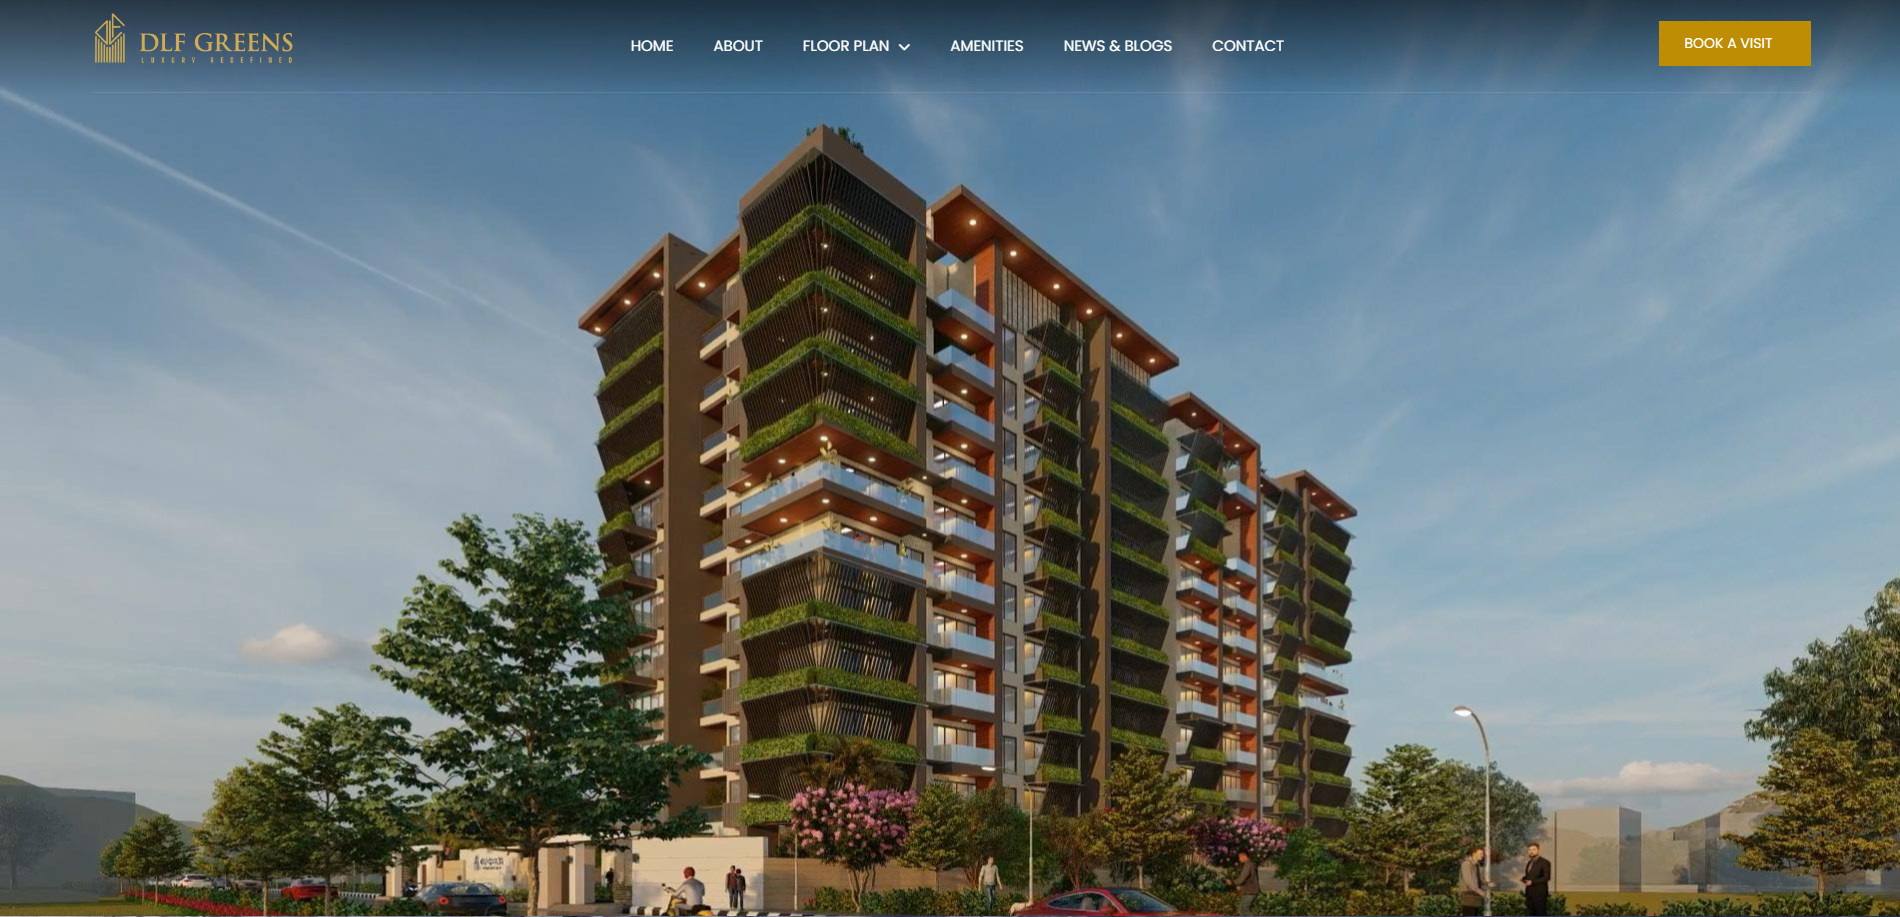 DLF GREENS
LUXURY REDEFINED
HOME
ABOUT
FLOOR PLAN
AMENITIES
NEWS & BLOGS
CONTACT
BOOK A VISIT